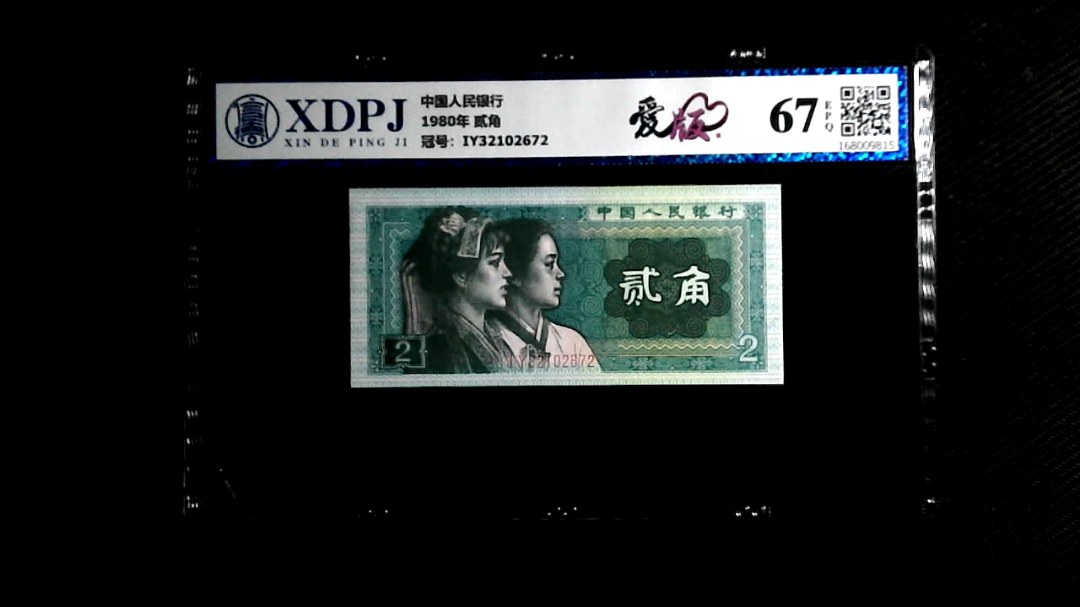 XDPJ
XIN DE PING JI
中国人民银行
1980年 贰角
冠号: IY32102672
爱版
67
EPQ
168009815
中国人民银行
贰角
2
2
IY32102672